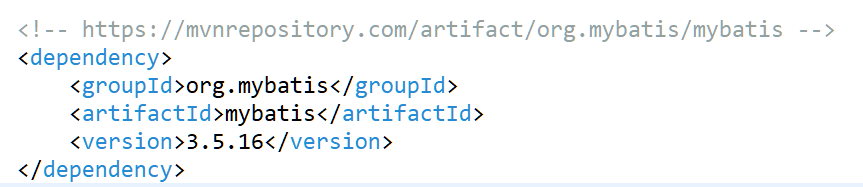 <!-- https://mvnrepository.com/artifact/org.mybatis/mybatis -->
<dependency>
    <groupId>org.mybatis</groupId>
    <artifactId>mybatis</artifactId>
    <version>3.5.16</version>
</dependency>